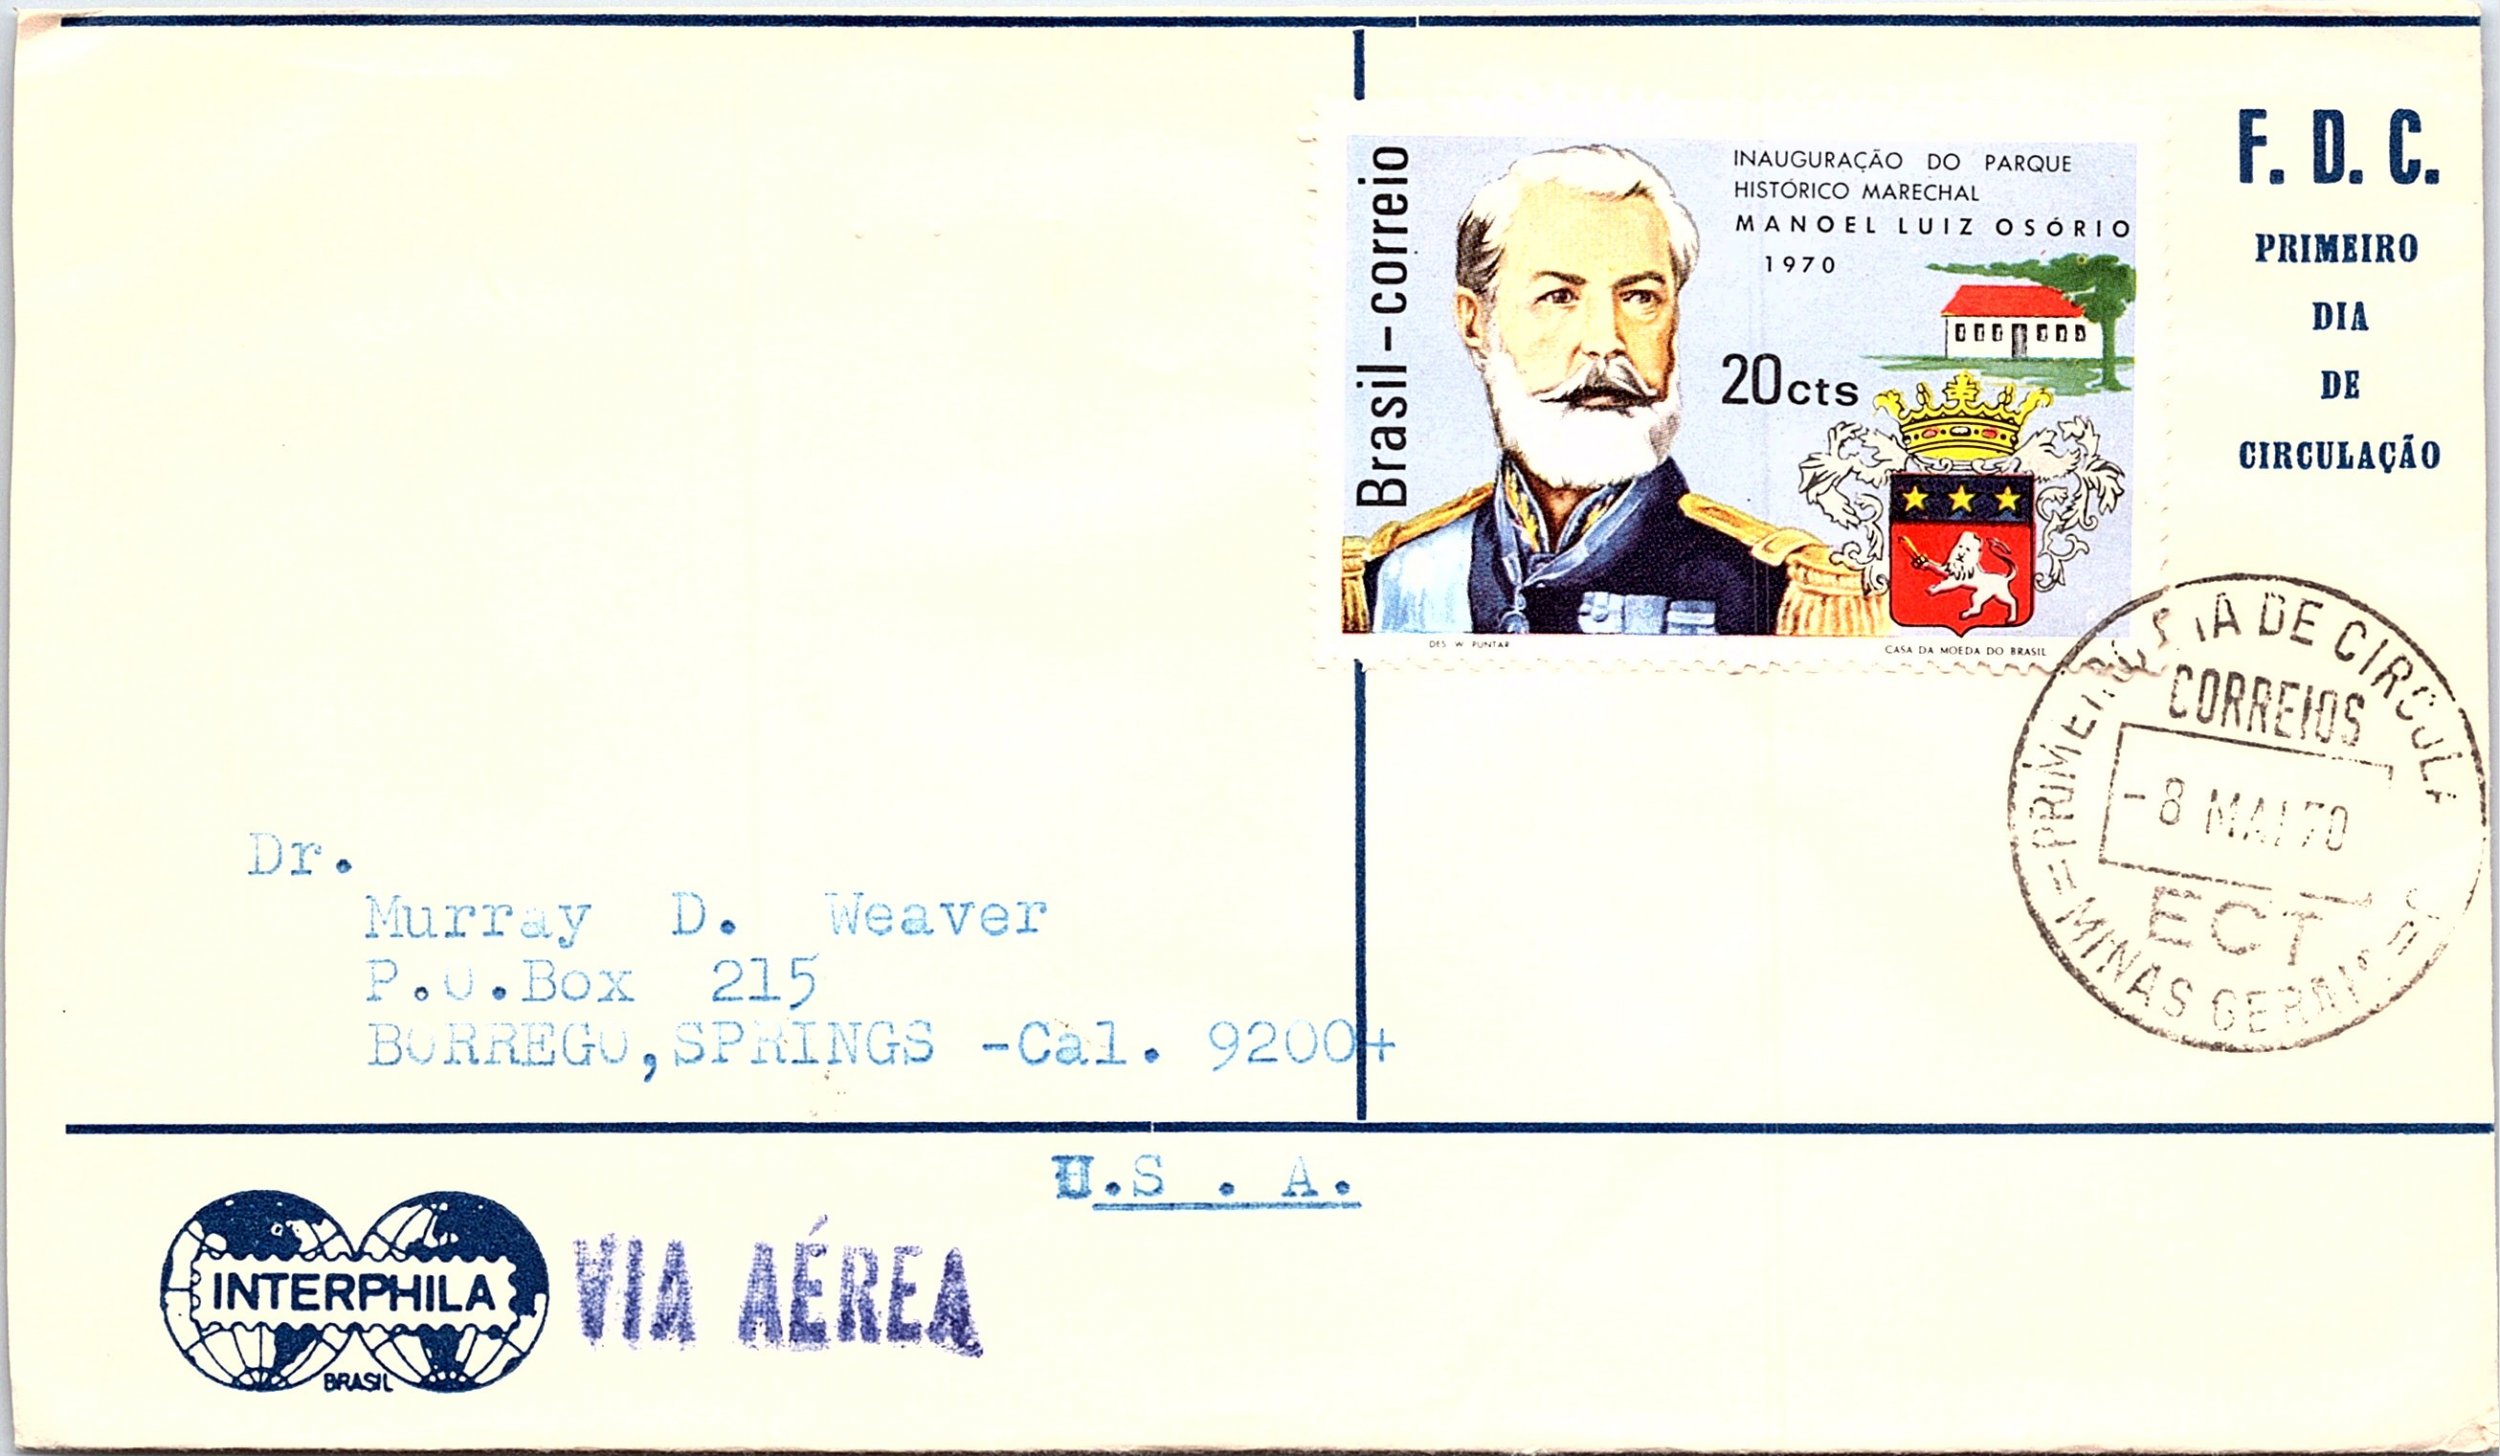 Brasil - correio
INAUGURAÇÃO DO PARQUE
HISTÓRICO MARECHAL
MANOEL LUIZ OSÓRIO
1970
20cts
DES. W. PUNTAR
CASA DA MOEDA DO BRASIL
F. D. C.
PRIMEIRO
DIA
DE
CIRCULAÇÃO
CORREIOS
-8 MAI 70
ECT
MINAS GERAIS
Dr.
Murray D. Weaver
P.O.Box 215
BORREGO,SPRINGS -Cal. 9200+
U.S . A.
INTERPHILA
BRASIL
VIA AÉREA